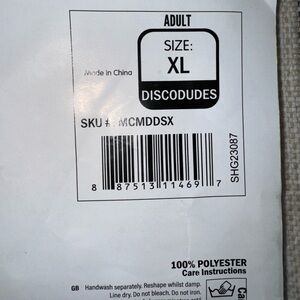 ADULT
SIZE:
XL
Made in China
DISCODUDES
SKU #: MCMDDSX
8 87513 11469 7
SHG23087
100% POLYESTER
Care Instructions
GB Handwash separately. Reshape whilst damp.
Line dry. Do not bleach. Do not iron.
Ca